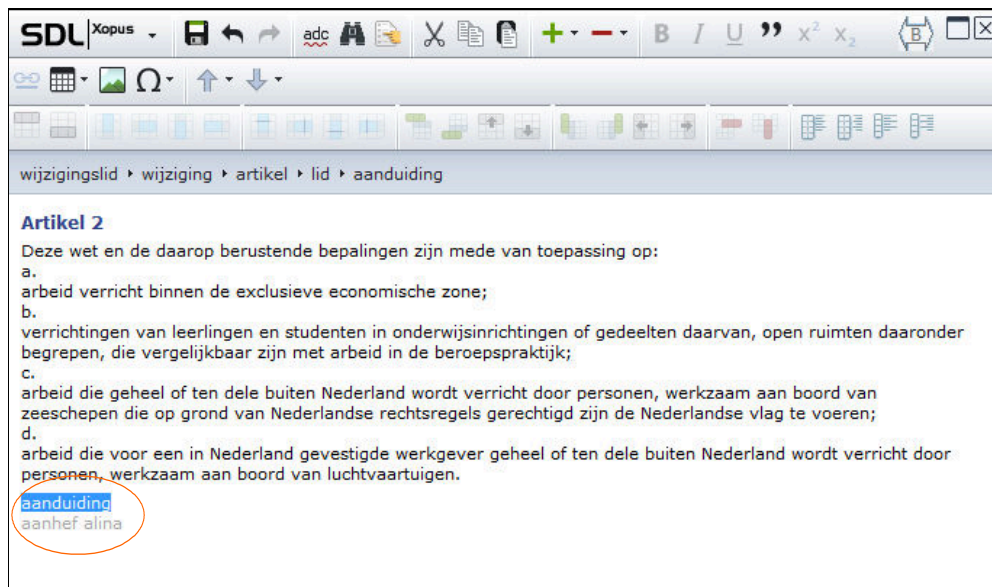 SDL Xopus
adc
B I U ” x² x₂ B
Ω
wijzigingslid ‣ wijziging ‣ artikel ‣ lid ‣ aanduiding
Artikel 2
Deze wet en de daarop berustende bepalingen zijn mede van toepassing op:
a.
arbeid verricht binnen de exclusieve economische zone;
b.
verrichtingen van leerlingen en studenten in onderwijsinrichtingen of gedeelten daarvan, open ruimten daaronder
begrepen, die vergelijkbaar zijn met arbeid in de beroepspraktijk;
c.
arbeid die geheel of ten dele buiten Nederland wordt verricht door personen, werkzaam aan boord van
zeeschepen die op grond van Nederlandse rechtsregels gerechtigd zijn de Nederlandse vlag te voeren;
d.
arbeid die voor een in Nederland gevestigde werkgever geheel of ten dele buiten Nederland wordt verricht door
personen, werkzaam aan boord van luchtvaartuigen.
aanduiding
aanhef alina